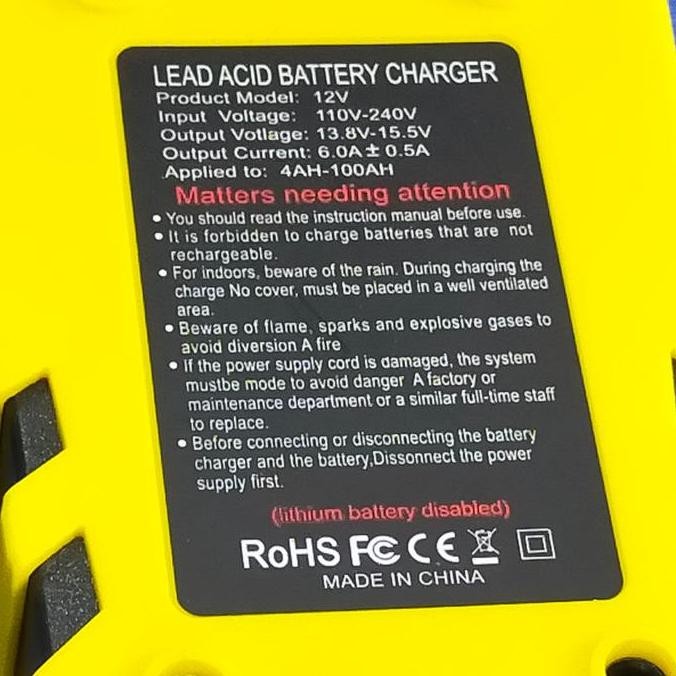 LEAD ACID BATTERY CHARGER
Product Model: 12V
Input Voltage: 110V-240V
Output Votlage: 13.8V-15.5V
Output Current: 6.0A±0.5A
Applied to: 4AH-100AH
Matters needing attention
• You should read the instruction manual before use.
• It is forbidden to charge batteries that are not
rechargeable.
• For indoors, beware of the rain. During charging the
charge No cover, must be placed in a well ventilated
area.
• Beware of flame, sparks and explosive gases to
avoid diversion A fire
• If the power supply cord is damaged, the system
mustbe mode to avoid danger A factory or
maintenance department or a similar full-time staff
to replace.
• Before connecting or disconnecting the battery
charger and the battery,Dissonnect the power
supply first.
(lithium battery disabled)
RoHS FC CE
MADE IN CHINA